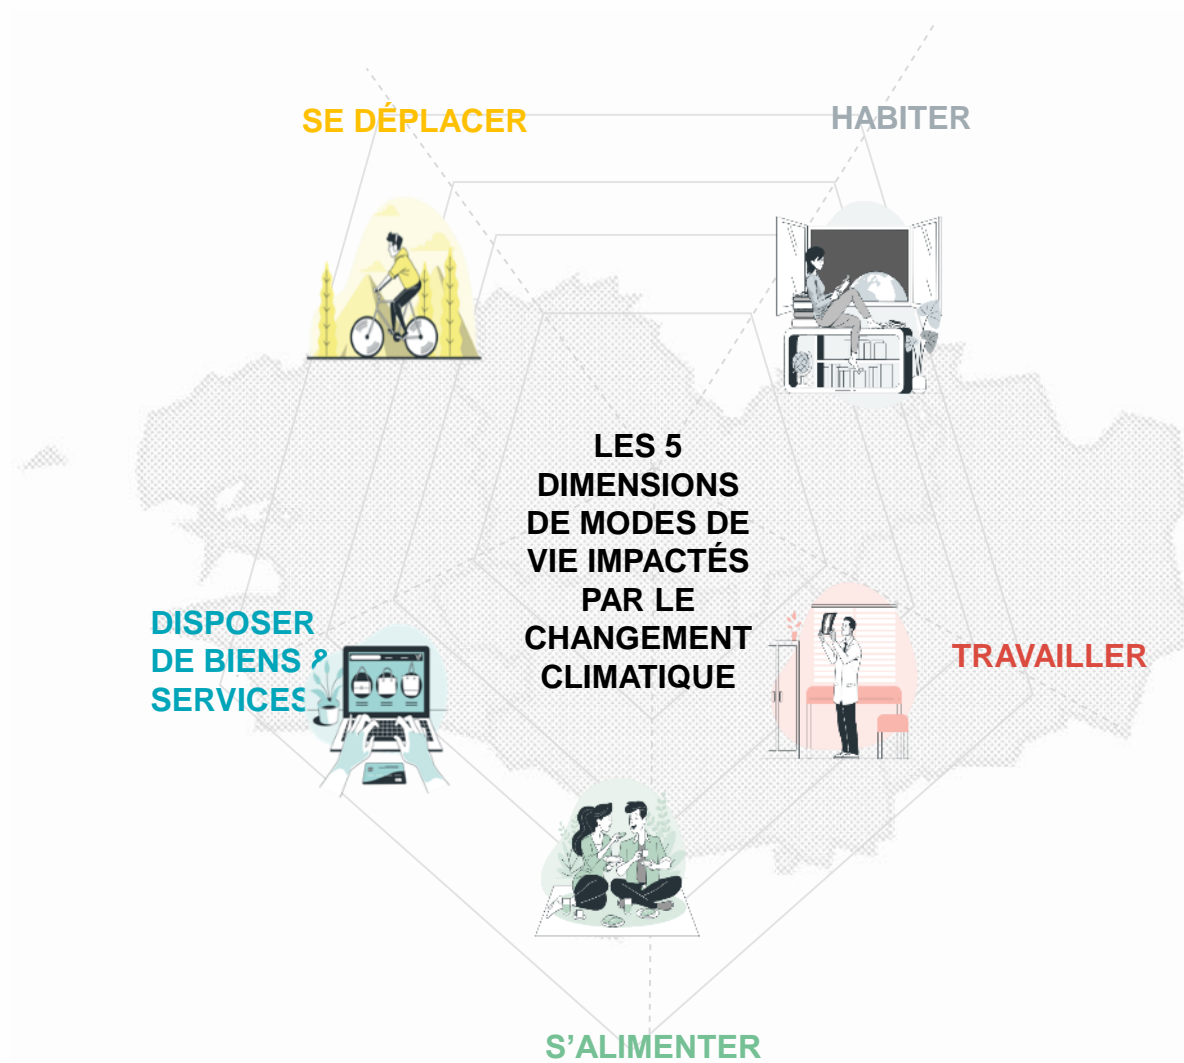 SE DÉPLACER
HABITER
LES 5
DIMENSIONS
DE MODES DE
VIE IMPACTÉS
PAR LE
CHANGEMENT
CLIMATIQUE
DISPOSER
DE BIENS &
SERVICES
TRAVAILLER
S’ALIMENTER